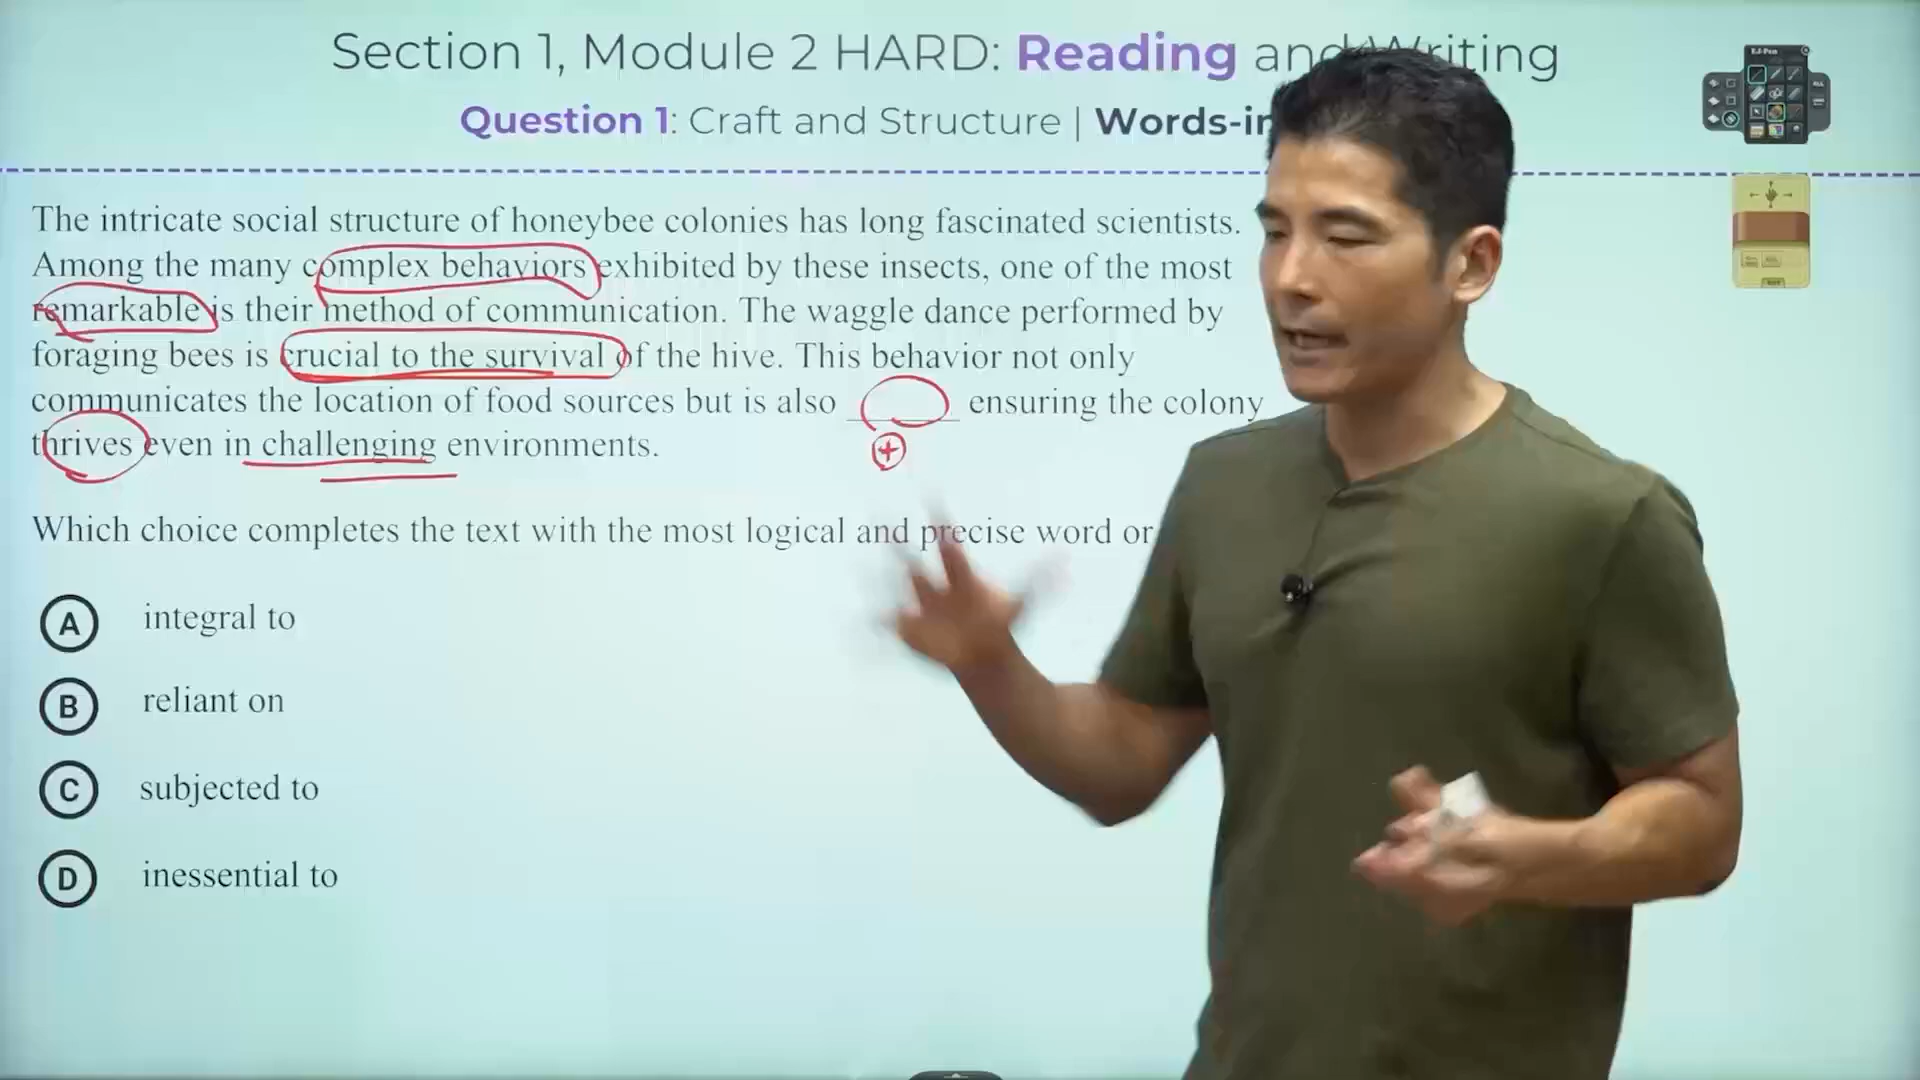 Section 1, Module 2 HARD: Reading and Writing
Question 1: Craft and Structure | Words-in
The intricate social structure of honeybee colonies has long fascinated scientists.
Among the many complex behaviors exhibited by these insects, one of the most
remarkable is their method of communication. The waggle dance performed by
foraging bees is crucial to the survival of the hive. This behavior not only
communicates the location of food sources but is also ______ ensuring the colony
thrives even in challenging environments.
+
Which choice completes the text with the most logical and precise word or
A integral to
B reliant on
C subjected to
D inessential to